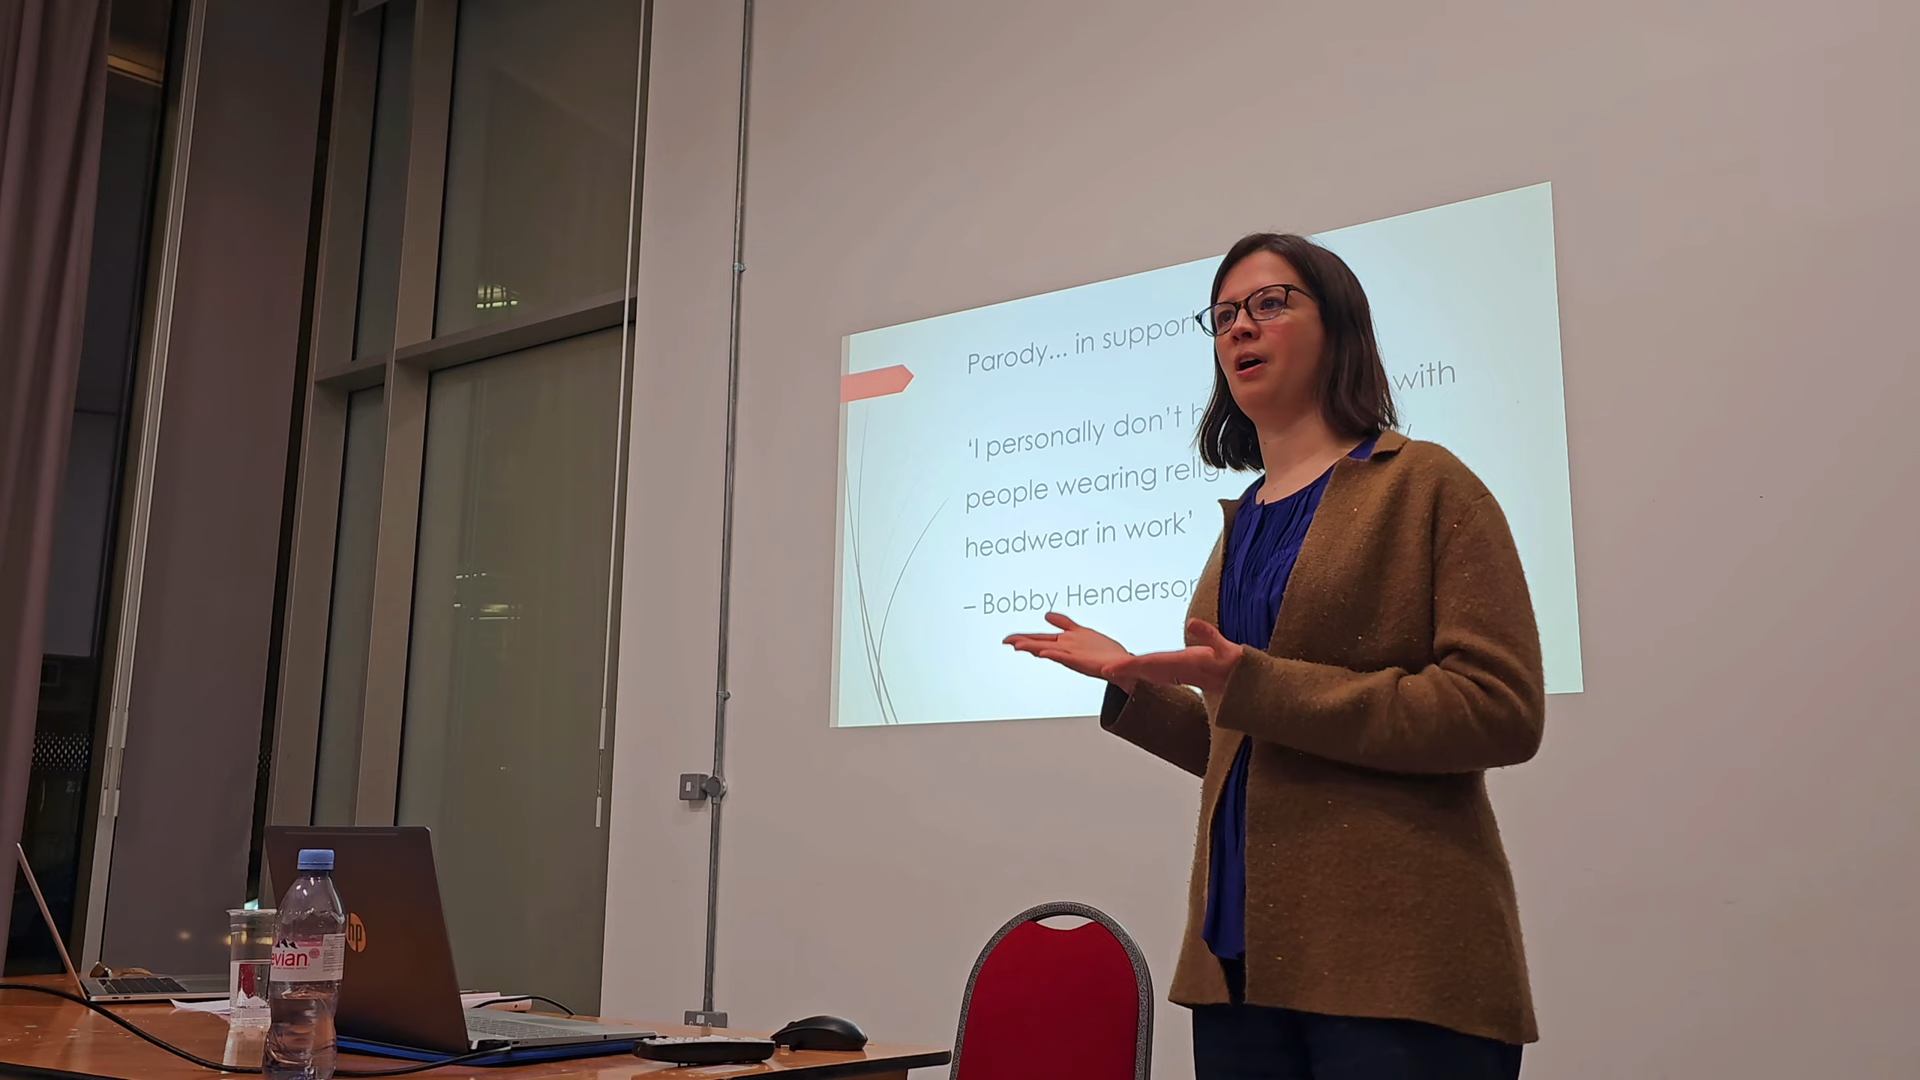 Parody... in support
with
'I personally don't h
people wearing relig
headwear in work'
– Bobby Henderson
evian
hp